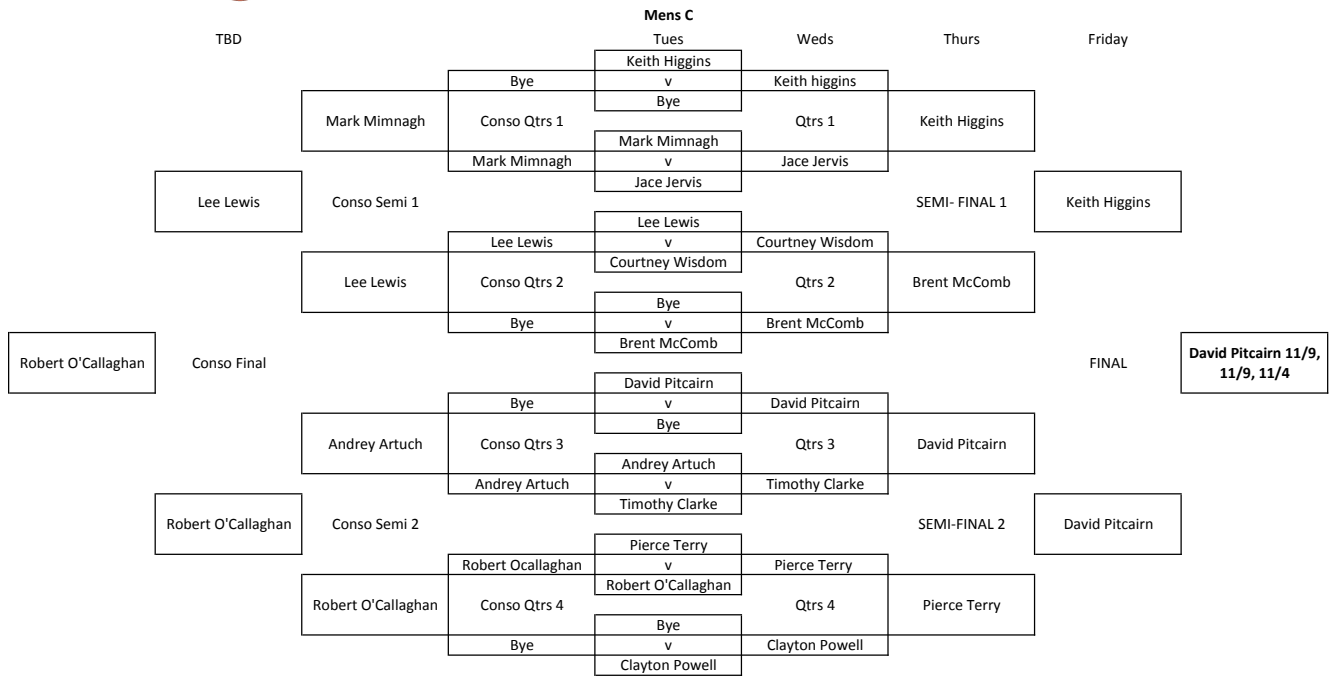 Mens C
TBD Tues Weds Thurs Friday
Keith Higgins
Bye v Keith higgins
Bye
Mark Mimnagh Conso Qtrs 1 Qtrs 1 Keith Higgins
Mark Mimnagh
Mark Mimnagh v Jace Jervis
Jace Jervis
Lee Lewis Conso Semi 1 SEMI- FINAL 1 Keith Higgins
Lee Lewis
Lee Lewis v Courtney Wisdom
Courtney Wisdom
Lee Lewis Conso Qtrs 2 Qtrs 2 Brent McComb
Bye
Bye v Brent McComb
Brent McComb
Robert O'Callaghan Conso Final FINAL David Pitcairn 11/9,
11/9, 11/4
David Pitcairn
Bye v David Pitcairn
Bye
Andrey Artuch Conso Qtrs 3 Qtrs 3 David Pitcairn
Andrey Artuch
Andrey Artuch v Timothy Clarke
Timothy Clarke
Robert O'Callaghan Conso Semi 2 SEMI-FINAL 2 David Pitcairn
Pierce Terry
Robert Ocallaghan v Pierce Terry
Robert O'Callaghan
Robert O'Callaghan Conso Qtrs 4 Qtrs 4 Pierce Terry
Bye
Bye v Clayton Powell
Clayton Powell